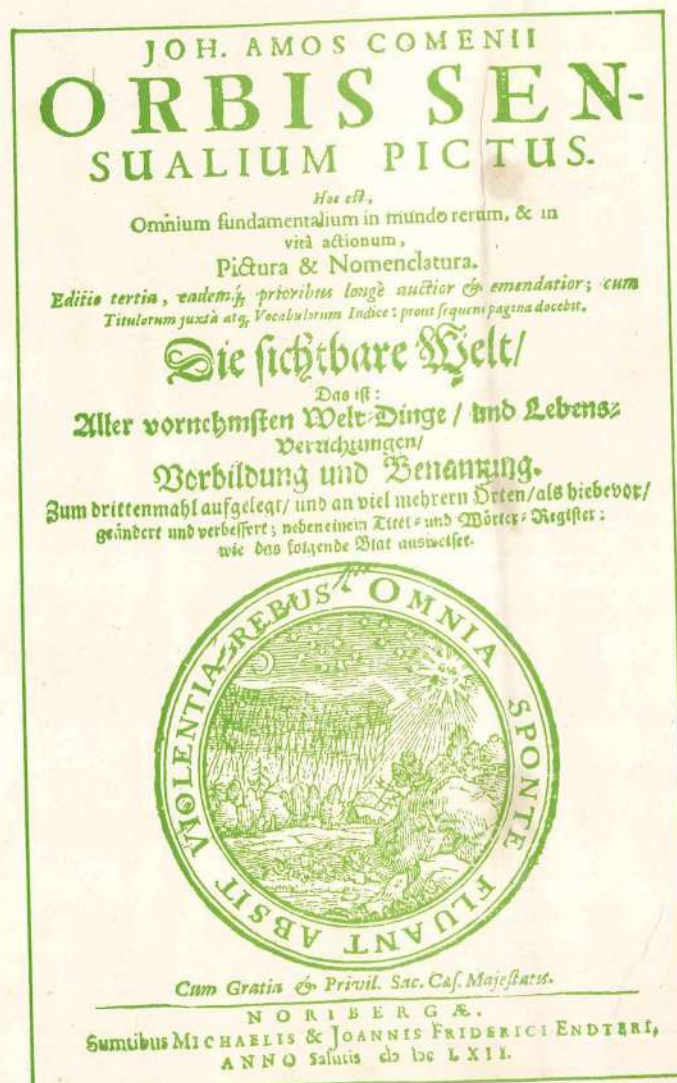 JOH. AMOS COMENII
ORBIS SEN-
SUALIUM PICTUS.
Hoc est,
Omnium fundamentalium in mundo rerum, & in
vitâ actionum,
Pictura & Nomenclatura.
Editio tertia, eademq́; prioribus longè auctior & emendatior; cum
Titulorum juxtà atq; Vocabulorum Indice: prout sequens pagina docebit.
Die sichtbare Welt/
Das ist:
Aller vornehmsten Welt-Dinge/ und Lebens-
Verrichtungen/
Vorbildung und Benamung.
Zum drittenmahl aufgelegt/ und an viel mehrern Orten/als hiebevor/
geändert und verbessert; neben einem Titel- und Wörter-Register:
wie das folgende Blat ausweiset.
OMNIA SPONTE FLUANT ABSIT VIOLENTIA REBUS
Cum Gratia & Privil. Sac. Cæs. Majestatis.
NORIBERGÆ,
Sumtibus MICHAELIS & JOANNIS FRIDERICI ENDTERI,
ANNO Salutis cIↄ Iↄc LXII.